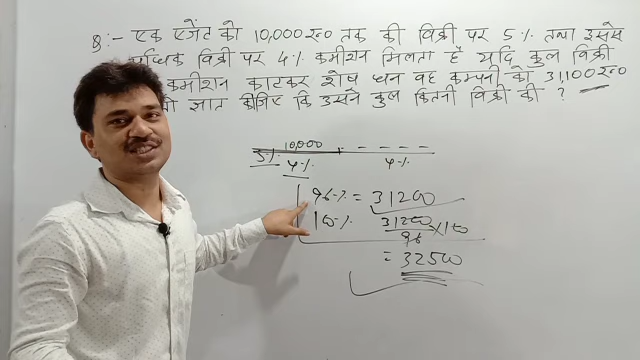 Q:- एक एजेंट को 10,000रु० तक की बिक्री पर 5% तथा उससे
अधिक बिक्री पर 4% कमीशन मिलता है यदि कुल बिक्री
कमीशन काटकर शेष धन वह कम्पनी को 31,100रु०
तो ज्ञात कीजिए कि उसने कुल कितनी बिक्री की ?
10,000
5% 4% 4%
96% = 31200
100% 31200/96 × 100
= 32500